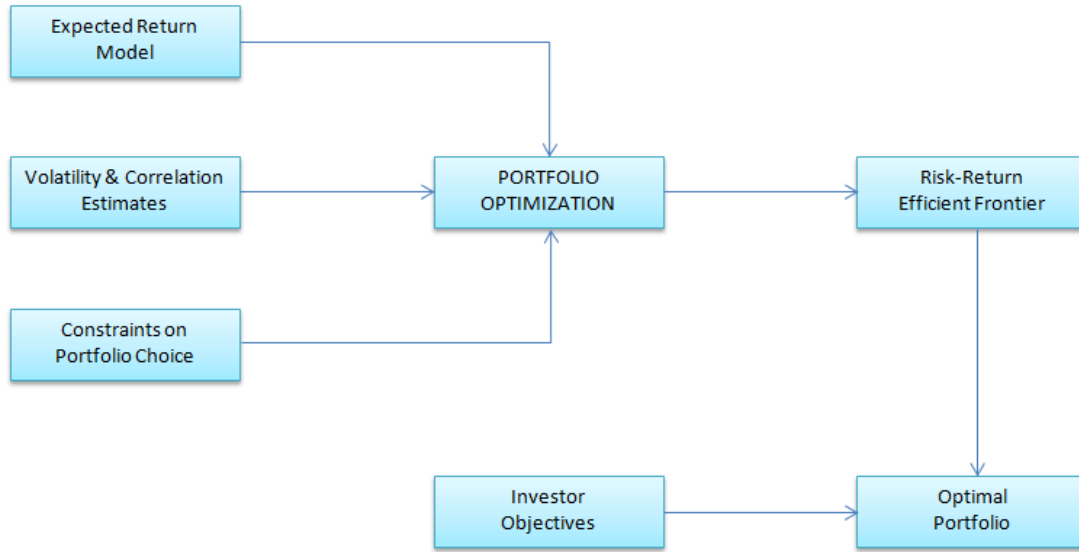 Expected Return
Model
Volatility & Correlation
Estimates
PORTFOLIO
OPTIMIZATION
Risk-Return
Efficient Frontier
Constraints on
Portfolio Choice
Investor
Objectives
Optimal
Portfolio